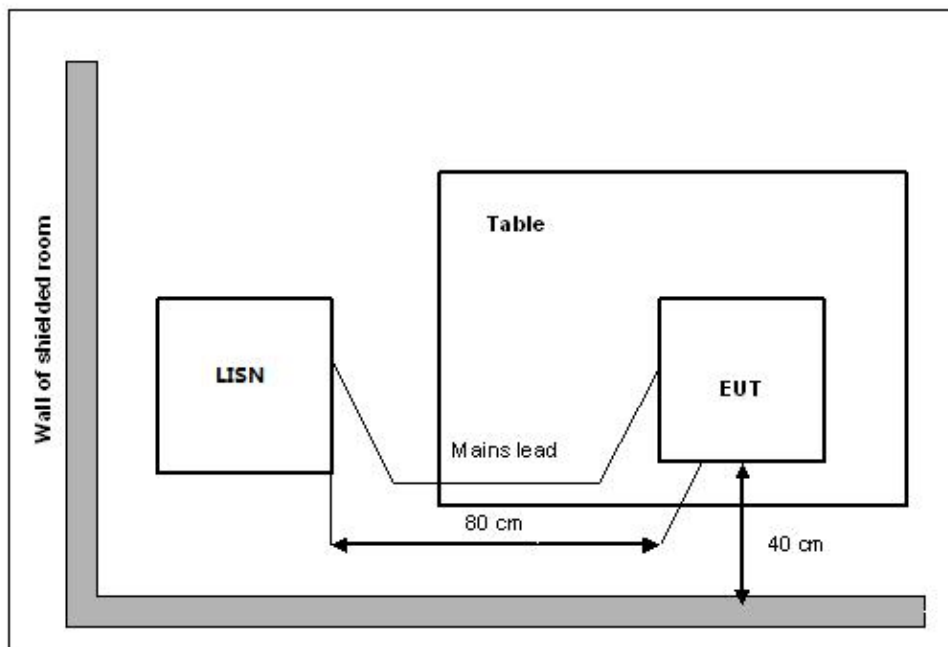 Wall of shielded room
Table
LISN
EUT
Mains lead
80 cm
40 cm